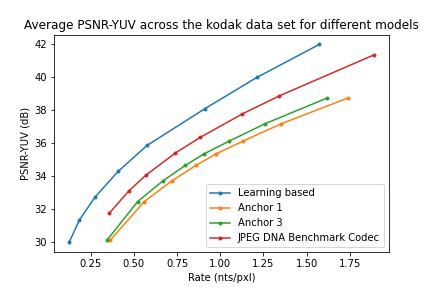 Average PSNR-YUV across the kodak data set for different models
PSNR-YUV (dB)
42
40
38
36
34
32
30
Learning based
Anchor 1
Anchor 3
JPEG DNA Benchmark Codec
0.25 0.50 0.75 1.00 1.25 1.50 1.75
Rate (nts/pxl)